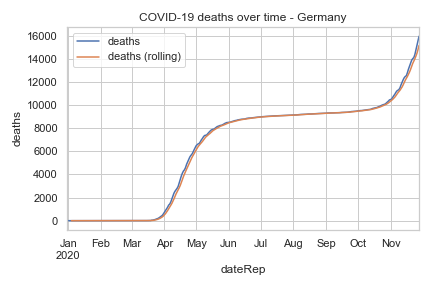 COVID-19 deaths over time - Germany
deaths
deaths (rolling)
deaths
16000
14000
12000
10000
8000
6000
4000
2000
0
Jan Feb Mar Apr May Jun Jul Aug Sep Oct Nov
2020
dateRep